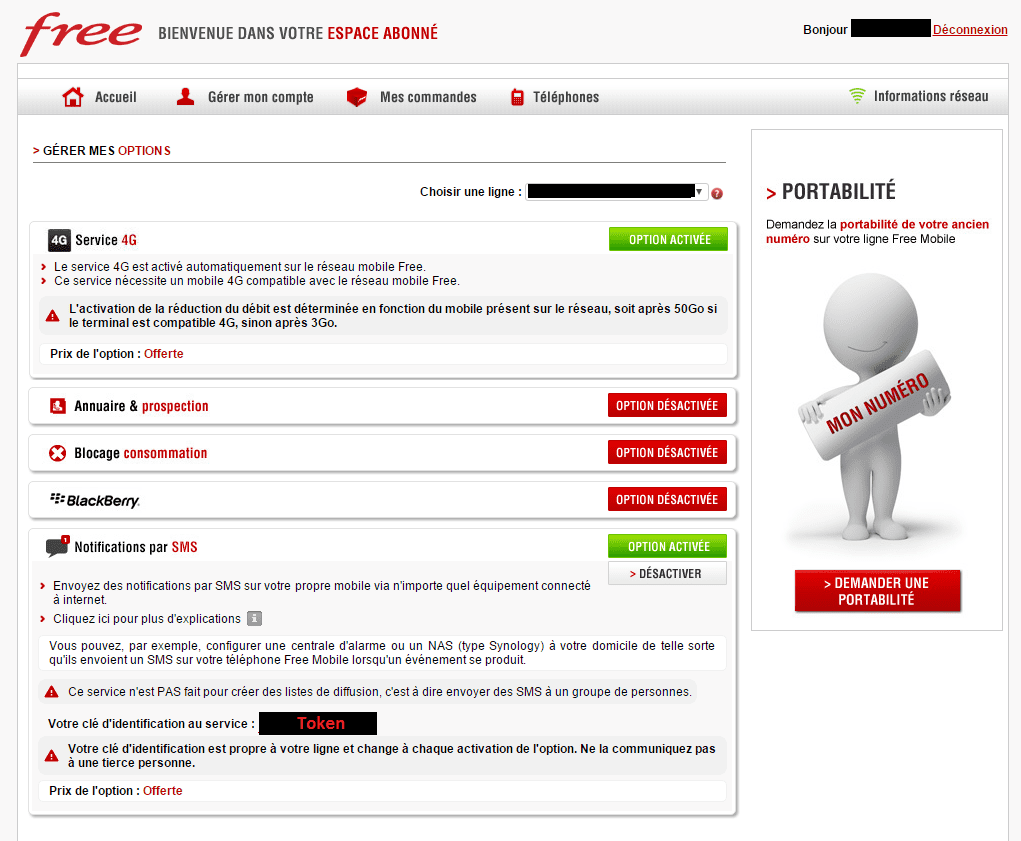 free BIENVENUE DANS VOTRE ESPACE ABONNÉ
Bonjour Déconnexion
Accueil Gérer mon compte Mes commandes Téléphones Informations réseau
> GÉRER MES OPTIONS
Choisir une ligne : ?
4G Service 4G OPTION ACTIVÉE
Le service 4G est activé automatiquement sur le réseau mobile Free.
Ce service nécessite un mobile 4G compatible avec le réseau mobile Free.
L'activation de la réduction du débit est déterminée en fonction du mobile présent sur le réseau, soit après 50Go si
le terminal est compatible 4G, sinon après 3Go.
Prix de l'option : Offerte
Annuaire & prospection OPTION DÉSACTIVÉE
Blocage consommation OPTION DÉSACTIVÉE
BlackBerry. OPTION DÉSACTIVÉE
1 Notifications par SMS OPTION ACTIVÉE
> DÉSACTIVER
Envoyez des notifications par SMS sur votre propre mobile via n'importe quel équipement connecté
à internet.
Cliquez ici pour plus d'explications i
Vous pouvez, par exemple, configurer une centrale d'alarme ou un NAS (type Synology) à votre domicile de telle sorte
qu'ils envoient un SMS sur votre téléphone Free Mobile lorsqu'un événement se produit.
Ce service n'est PAS fait pour créer des listes de diffusion, c'est à dire envoyer des SMS à un groupe de personnes.
Votre clé d'identification au service : Token
Votre clé d'identification est propre à votre ligne et change à chaque activation de l'option. Ne la communiquez pas
à une tierce personne.
Prix de l'option : Offerte
> PORTABILITÉ
Demandez la portabilité de votre ancien
numéro sur votre ligne Free Mobile
MON NUMÉRO
> DEMANDER UNE
PORTABILITÉ